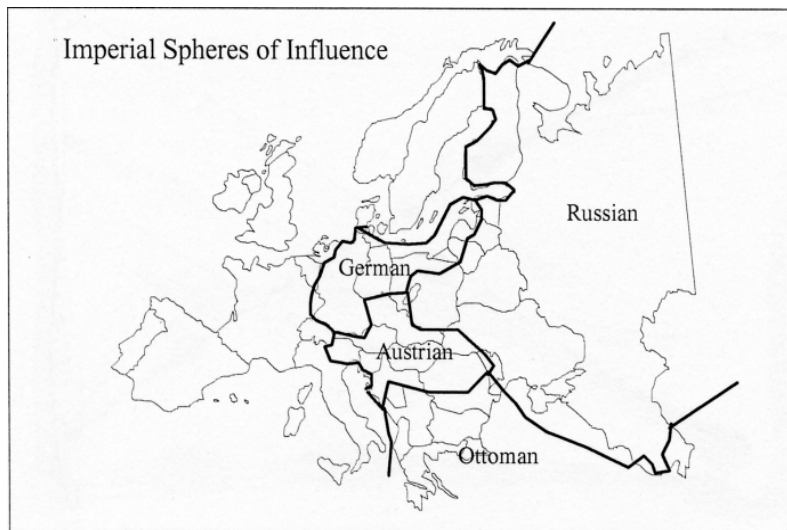 Imperial Spheres of Influence
Russian
German
Austrian
Ottoman